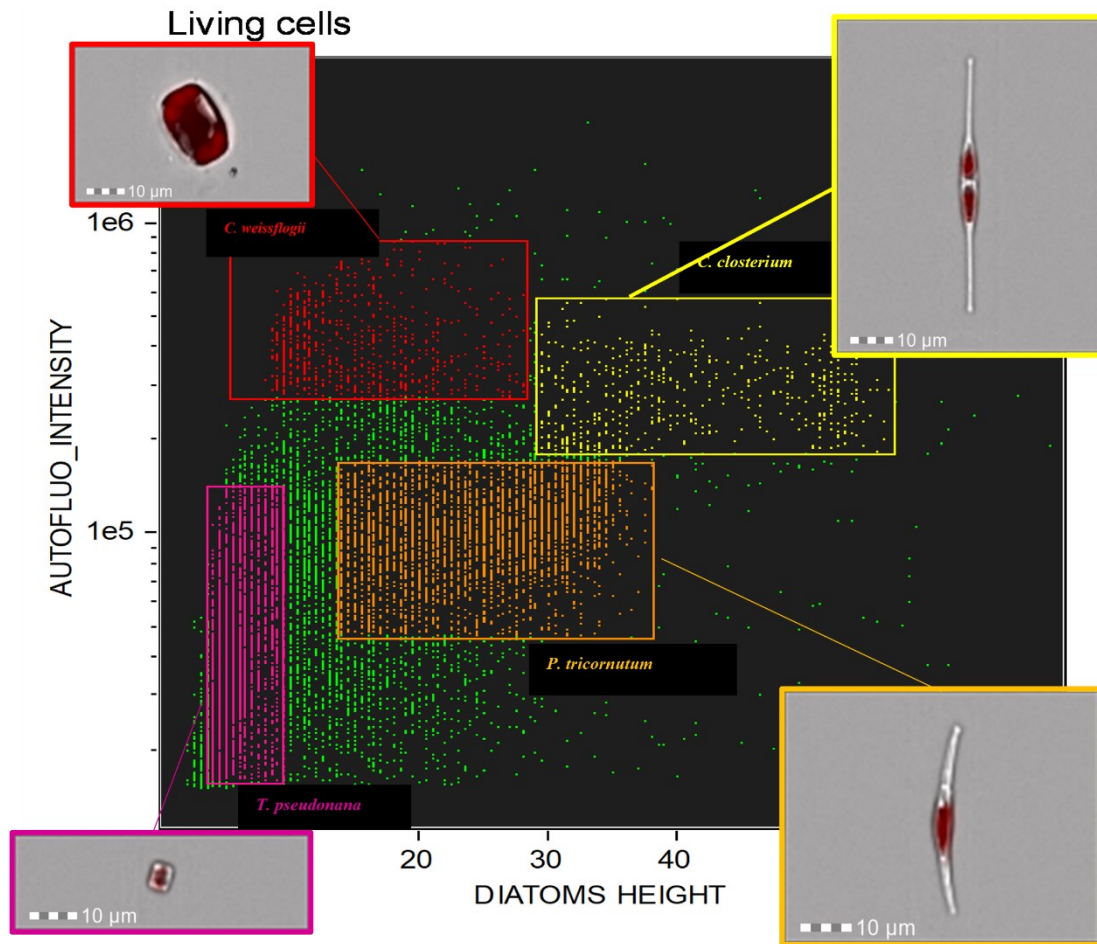 Living cells
10 µm
10 µm
1e6
C. weissflogii
C. closterium
AUTOFLUO_INTENSITY
1e5
P. tricornutum
T. pseudonana
20
30
40
DIATOMS HEIGHT
10 µm
10 µm